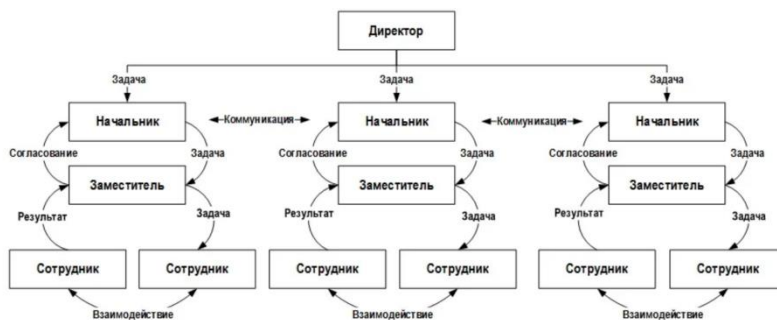 Директор
Задача Задача Задача
Начальник Коммуникация Начальник Коммуникация Начальник
Согласование Задача Согласование Задача Согласование Задача
Заместитель Заместитель Заместитель
Результат Задача Результат Задача Результат Задача
Сотрудник Сотрудник Сотрудник Сотрудник Сотрудник Сотрудник
Взаимодействие Взаимодействие Взаимодействие